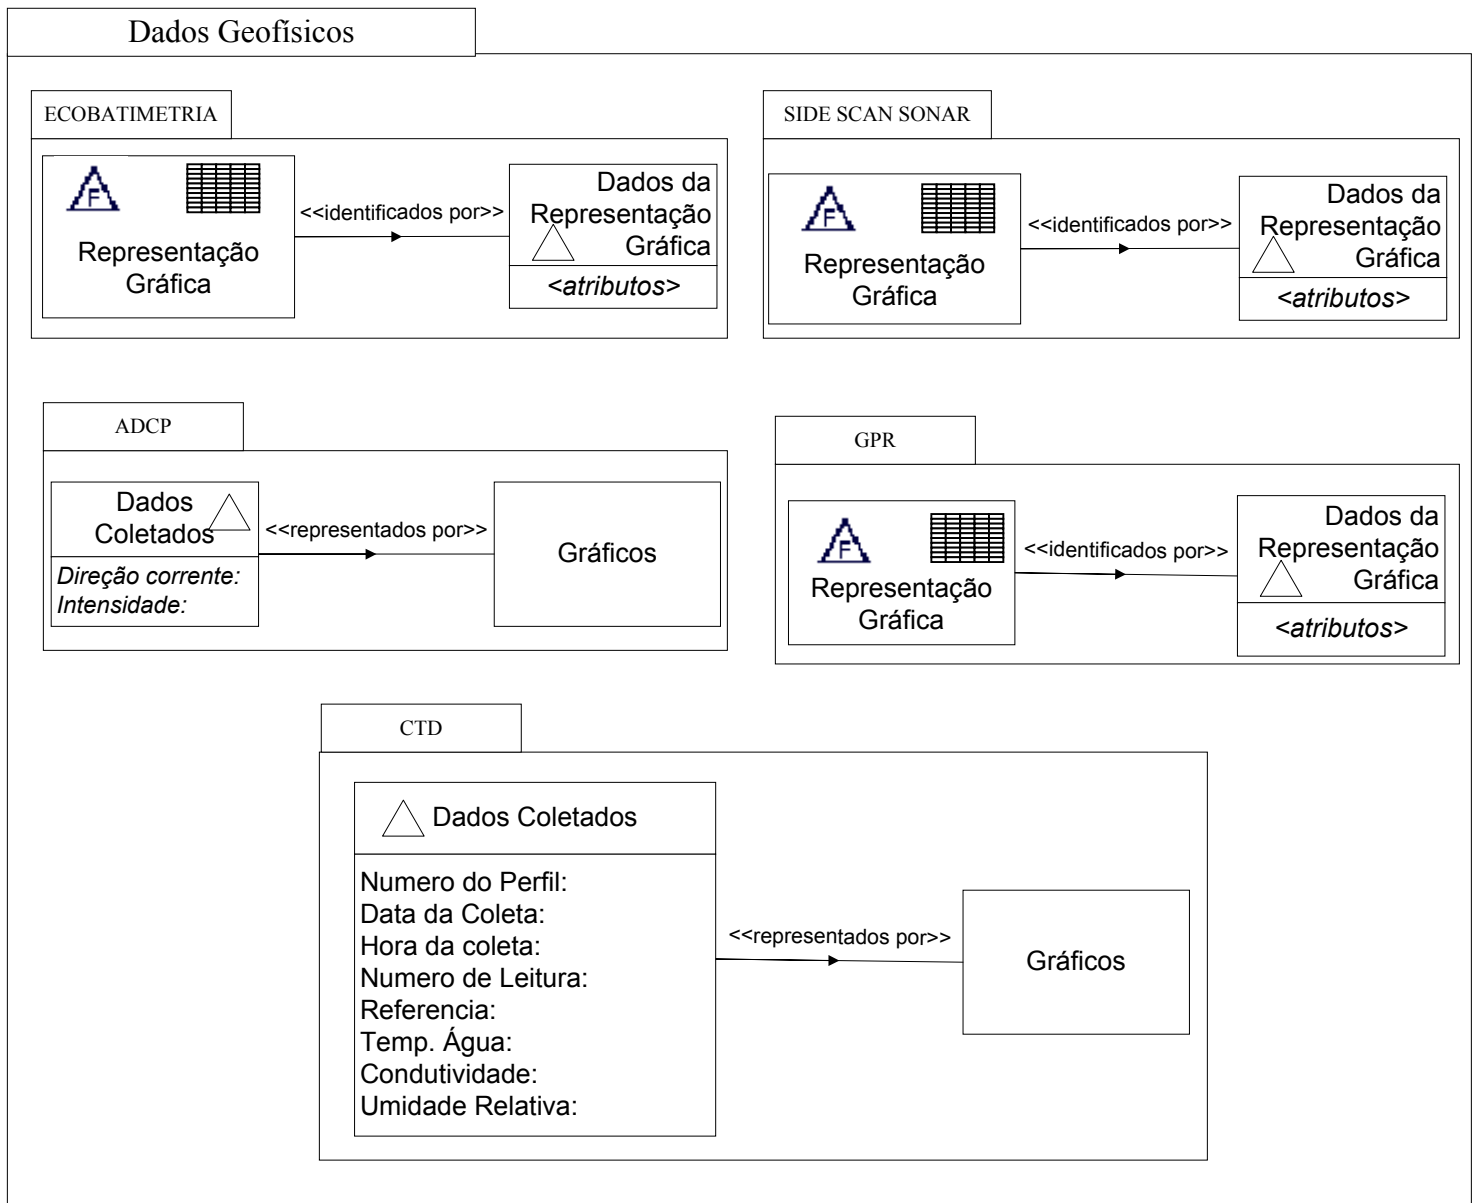 Dados Geofísicos
ECOBATIMETRIA
F
Representação
Gráfica
<<identificados por>>
Dados da
Representação
Gráfica
<atributos>
SIDE SCAN SONAR
F
Representação
Gráfica
<<identificados por>>
Dados da
Representação
Gráfica
<atributos>
ADCP
Dados
Coletados
Direção corrente:
Intensidade:
<<representados por>>
Gráficos
GPR
F
Representação
Gráfica
<<identificados por>>
Dados da
Representação
Gráfica
<atributos>
CTD
Dados Coletados
Numero do Perfil:
Data da Coleta:
Hora da coleta:
Numero de Leitura:
Referencia:
Temp. Água:
Condutividade:
Umidade Relativa:
<<representados por>>
Gráficos